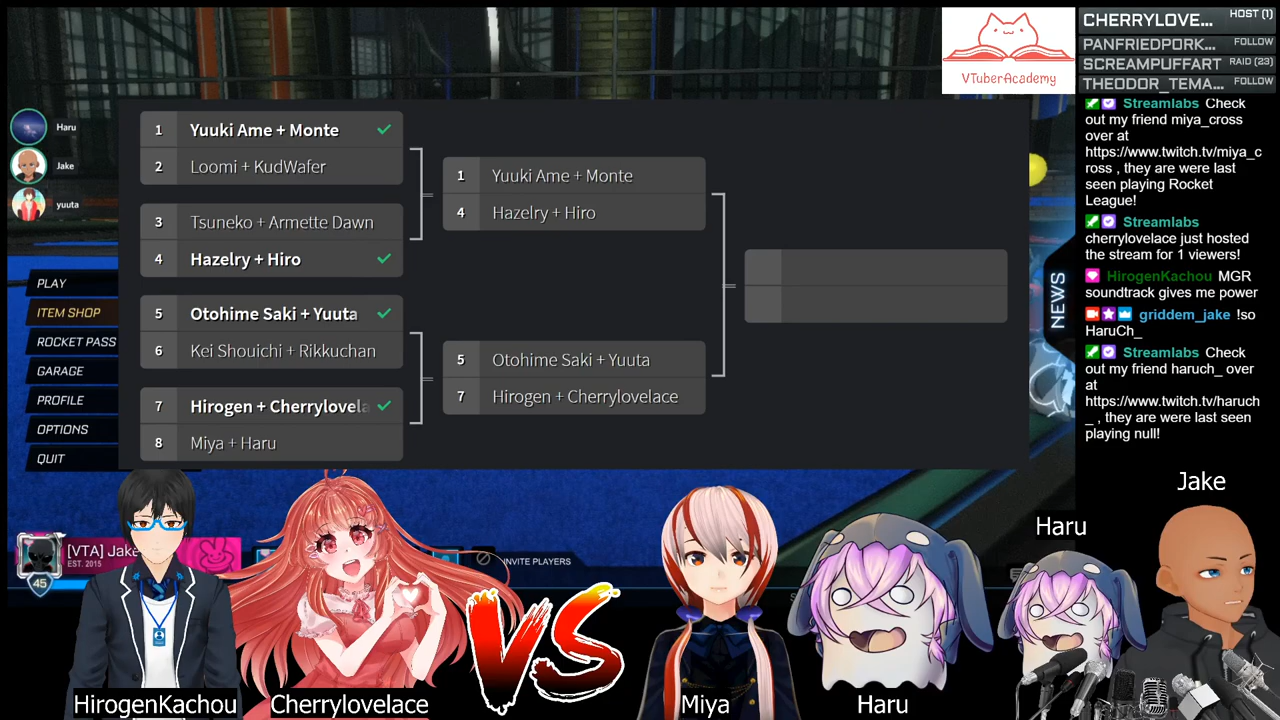 VTuberAcademy
CHERRYLOVE... HOST (1)
PANFRIEDPORK... FOLLOW
SCREAMPUFFART RAID (23)
THEODOR_TEMA... FOLLOW
Haru
Jake
yuuta
1 Yuuki Ame + Monte
2 Loomi + KudWafer
3 Tsuneko + Armette Dawn
4 Hazelry + Hiro
5 Otohime Saki + Yuuta
6 Kei Shouichi + Rikkuchan
7 Hirogen + Cherrylovela
8 Miya + Haru
1 Yuuki Ame + Monte
4 Hazelry + Hiro
5 Otohime Saki + Yuuta
7 Hirogen + Cherrylovelace
PLAY
ITEM SHOP
ROCKET PASS
GARAGE
PROFILE
OPTIONS
QUIT
NEWS
Streamlabs Check
out my friend miya_cross
over at
https://www.twitch.tv/miya_c
ross , they are were last
seen playing Rocket
League!
Streamlabs
cherrylovelace just hosted
the stream for 1 viewers!
HirogenKachou MGR
soundtrack gives me power
griddem_jake !so
HaruCh_
Streamlabs Check
out my friend haruch_ over
at
https://www.twitch.tv/haruch
_ , they are were last seen
playing null!
[VTA] Jake
EST. 2015
45
INVITE PLAYERS
VS
HirogenKachou
Cherrylovelace
Miya
Haru
Haru
Jake